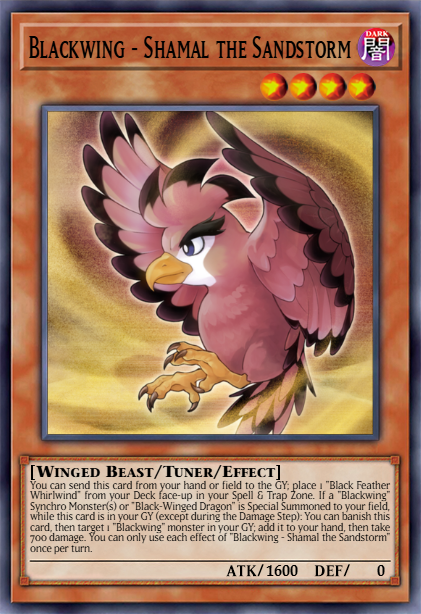 Blackwing - Shamal the Sandstorm
DARK
闇
[Winged Beast/Tuner/Effect]
You can send this card from your hand or field to the GY; place 1 "Black Feather
Whirlwind" from your Deck face-up in your Spell & Trap Zone. If a "Blackwing"
Synchro Monster(s) or "Black-Winged Dragon" is Special Summoned to your field,
while this card is in your GY (except during the Damage Step): You can banish this
card, then target 1 "Blackwing" monster in your GY; add it to your hand, then take
700 damage. You can only use each effect of "Blackwing - Shamal the Sandstorm"
once per turn.
ATK/1600 DEF/ 0